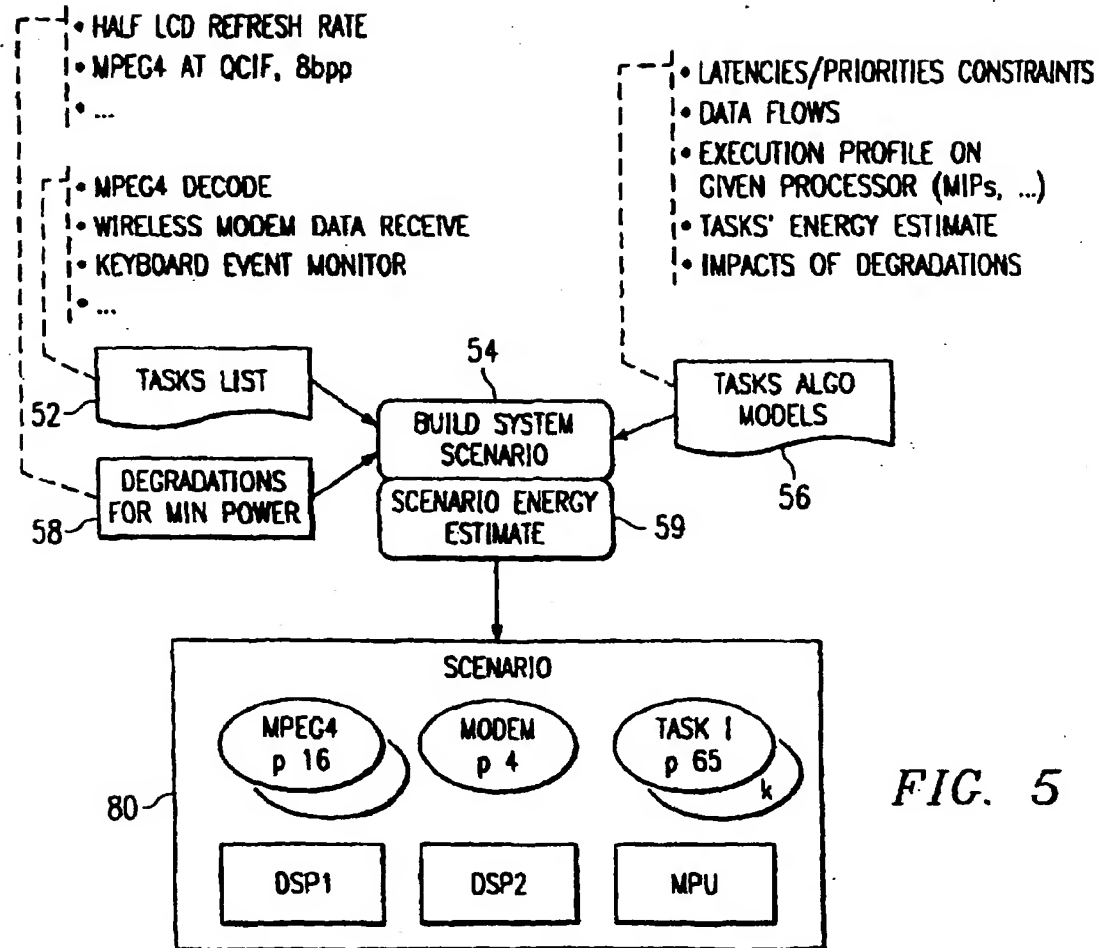 • HALF LCD REFRESH RATE
• MPEG4 AT QCIF, 8bpp
• ...
• MPEG4 DECODE
• WIRELESS MODEM DATA RECEIVE
• KEYBOARD EVENT MONITOR
• ...
• LATENCIES/PRIORITIES CONSTRAINTS
• DATA FLOWS
• EXECUTION PROFILE ON
GIVEN PROCESSOR (MIPs, ...)
• TASKS' ENERGY ESTIMATE
• IMPACTS OF DEGRADATIONS
TASKS LIST
52
DEGRADATIONS
FOR MIN POWER
58
54
BUILD SYSTEM
SCENARIO
SCENARIO ENERGY
ESTIMATE
59
TASKS ALGO
MODELS
56
SCENARIO
MPEG4
p 16
MODEM
p 4
TASK I
p 65
k
80
DSP1
DSP2
MPU
FIG. 5